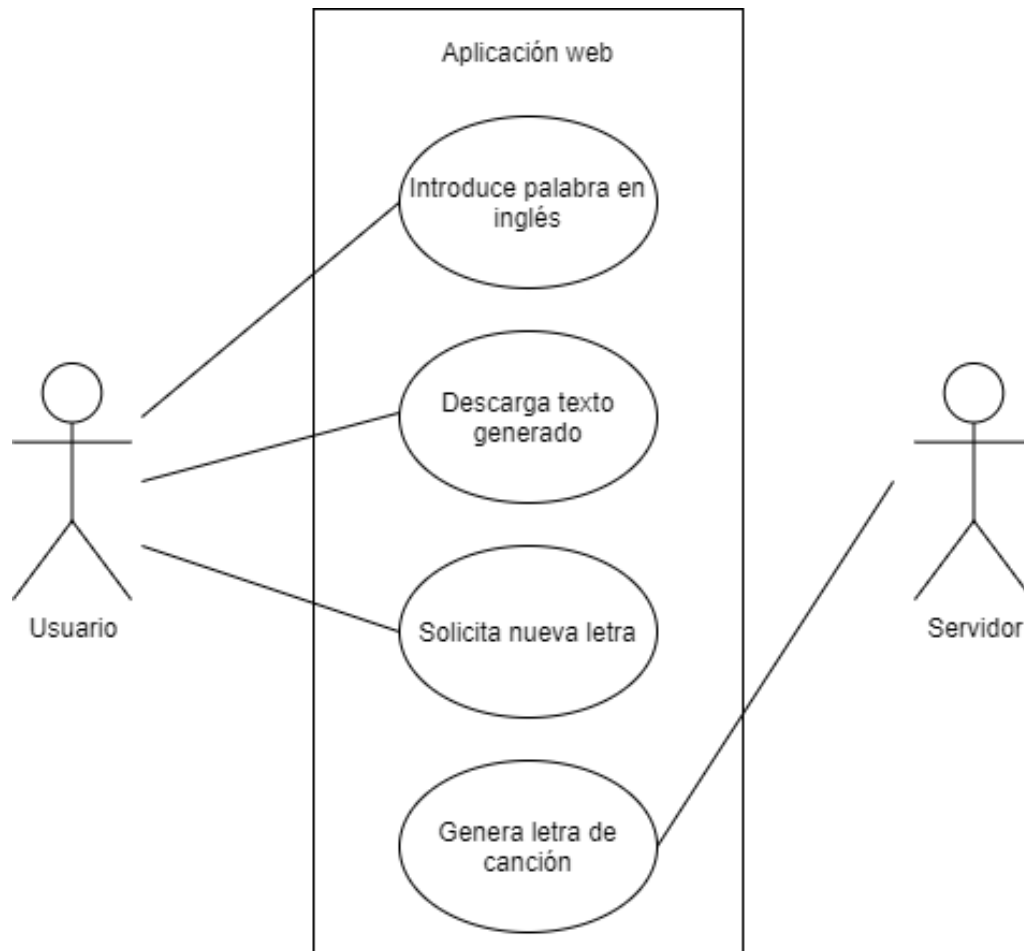 Aplicación web
Introduce palabra en
inglés
Descarga texto
generado
Usuario
Solicita nueva letra
Servidor
Genera letra de
canción